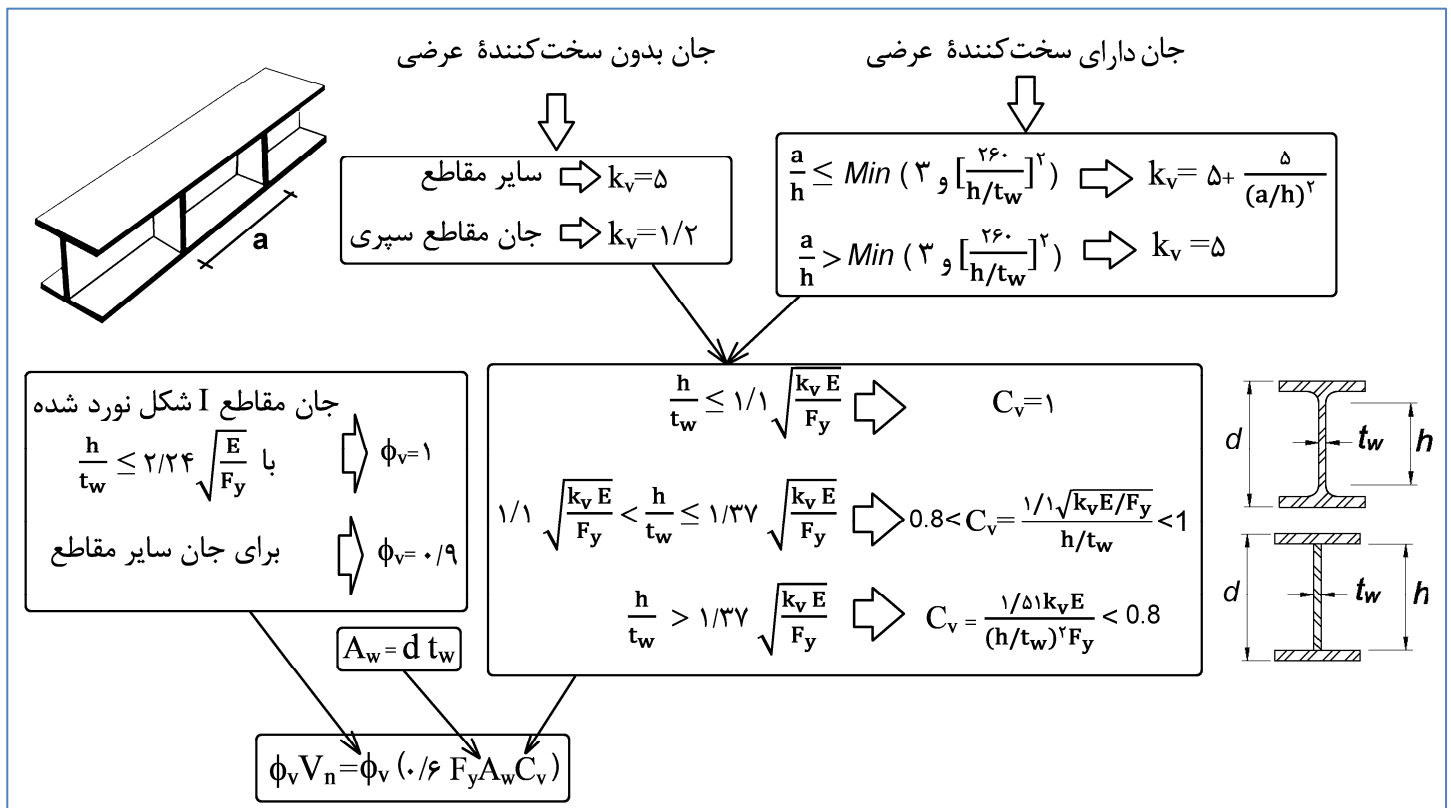 جان بدون سخت‌کنندهٔ عرضی
جان دارای سخت‌کنندهٔ عرضی
سایر مقاطع ⇨ kv=۵
جان مقاطع سپری ⇨ kv=۱/۲
a/h ≤ Min (۳ و [۲۶۰/(h/tw)]^۲) ⇨ kv= ۵+ ۵/(a/h)^۲
a/h > Min (۳ و [۲۶۰/(h/tw)]^۲) ⇨ kv =۵
a
جان مقاطع I شکل نورد شده
با h/tw ≤ ۲/۲۴ √(E/Fy) ⇨ ϕv=۱
برای جان سایر مقاطع ⇨ ϕv=۰/۹
h/tw ≤ ۱/۱ √(kv E/Fy) ⇨ Cv=۱
۱/۱ √(kv E/Fy) < h/tw ≤ ۱/۳۷ √(kv E/Fy) ⇨ 0.8< Cv= ۱/۱√(kvE/Fy)/(h/tw) <1
h/tw > ۱/۳۷ √(kv E/Fy) ⇨ Cv = ۱/۵۱kvE/((h/tw)^۲Fy) < 0.8
d tw h
d tw h
Aw= d tw
ϕvVn=ϕv (۰/۶ FyAwCv)